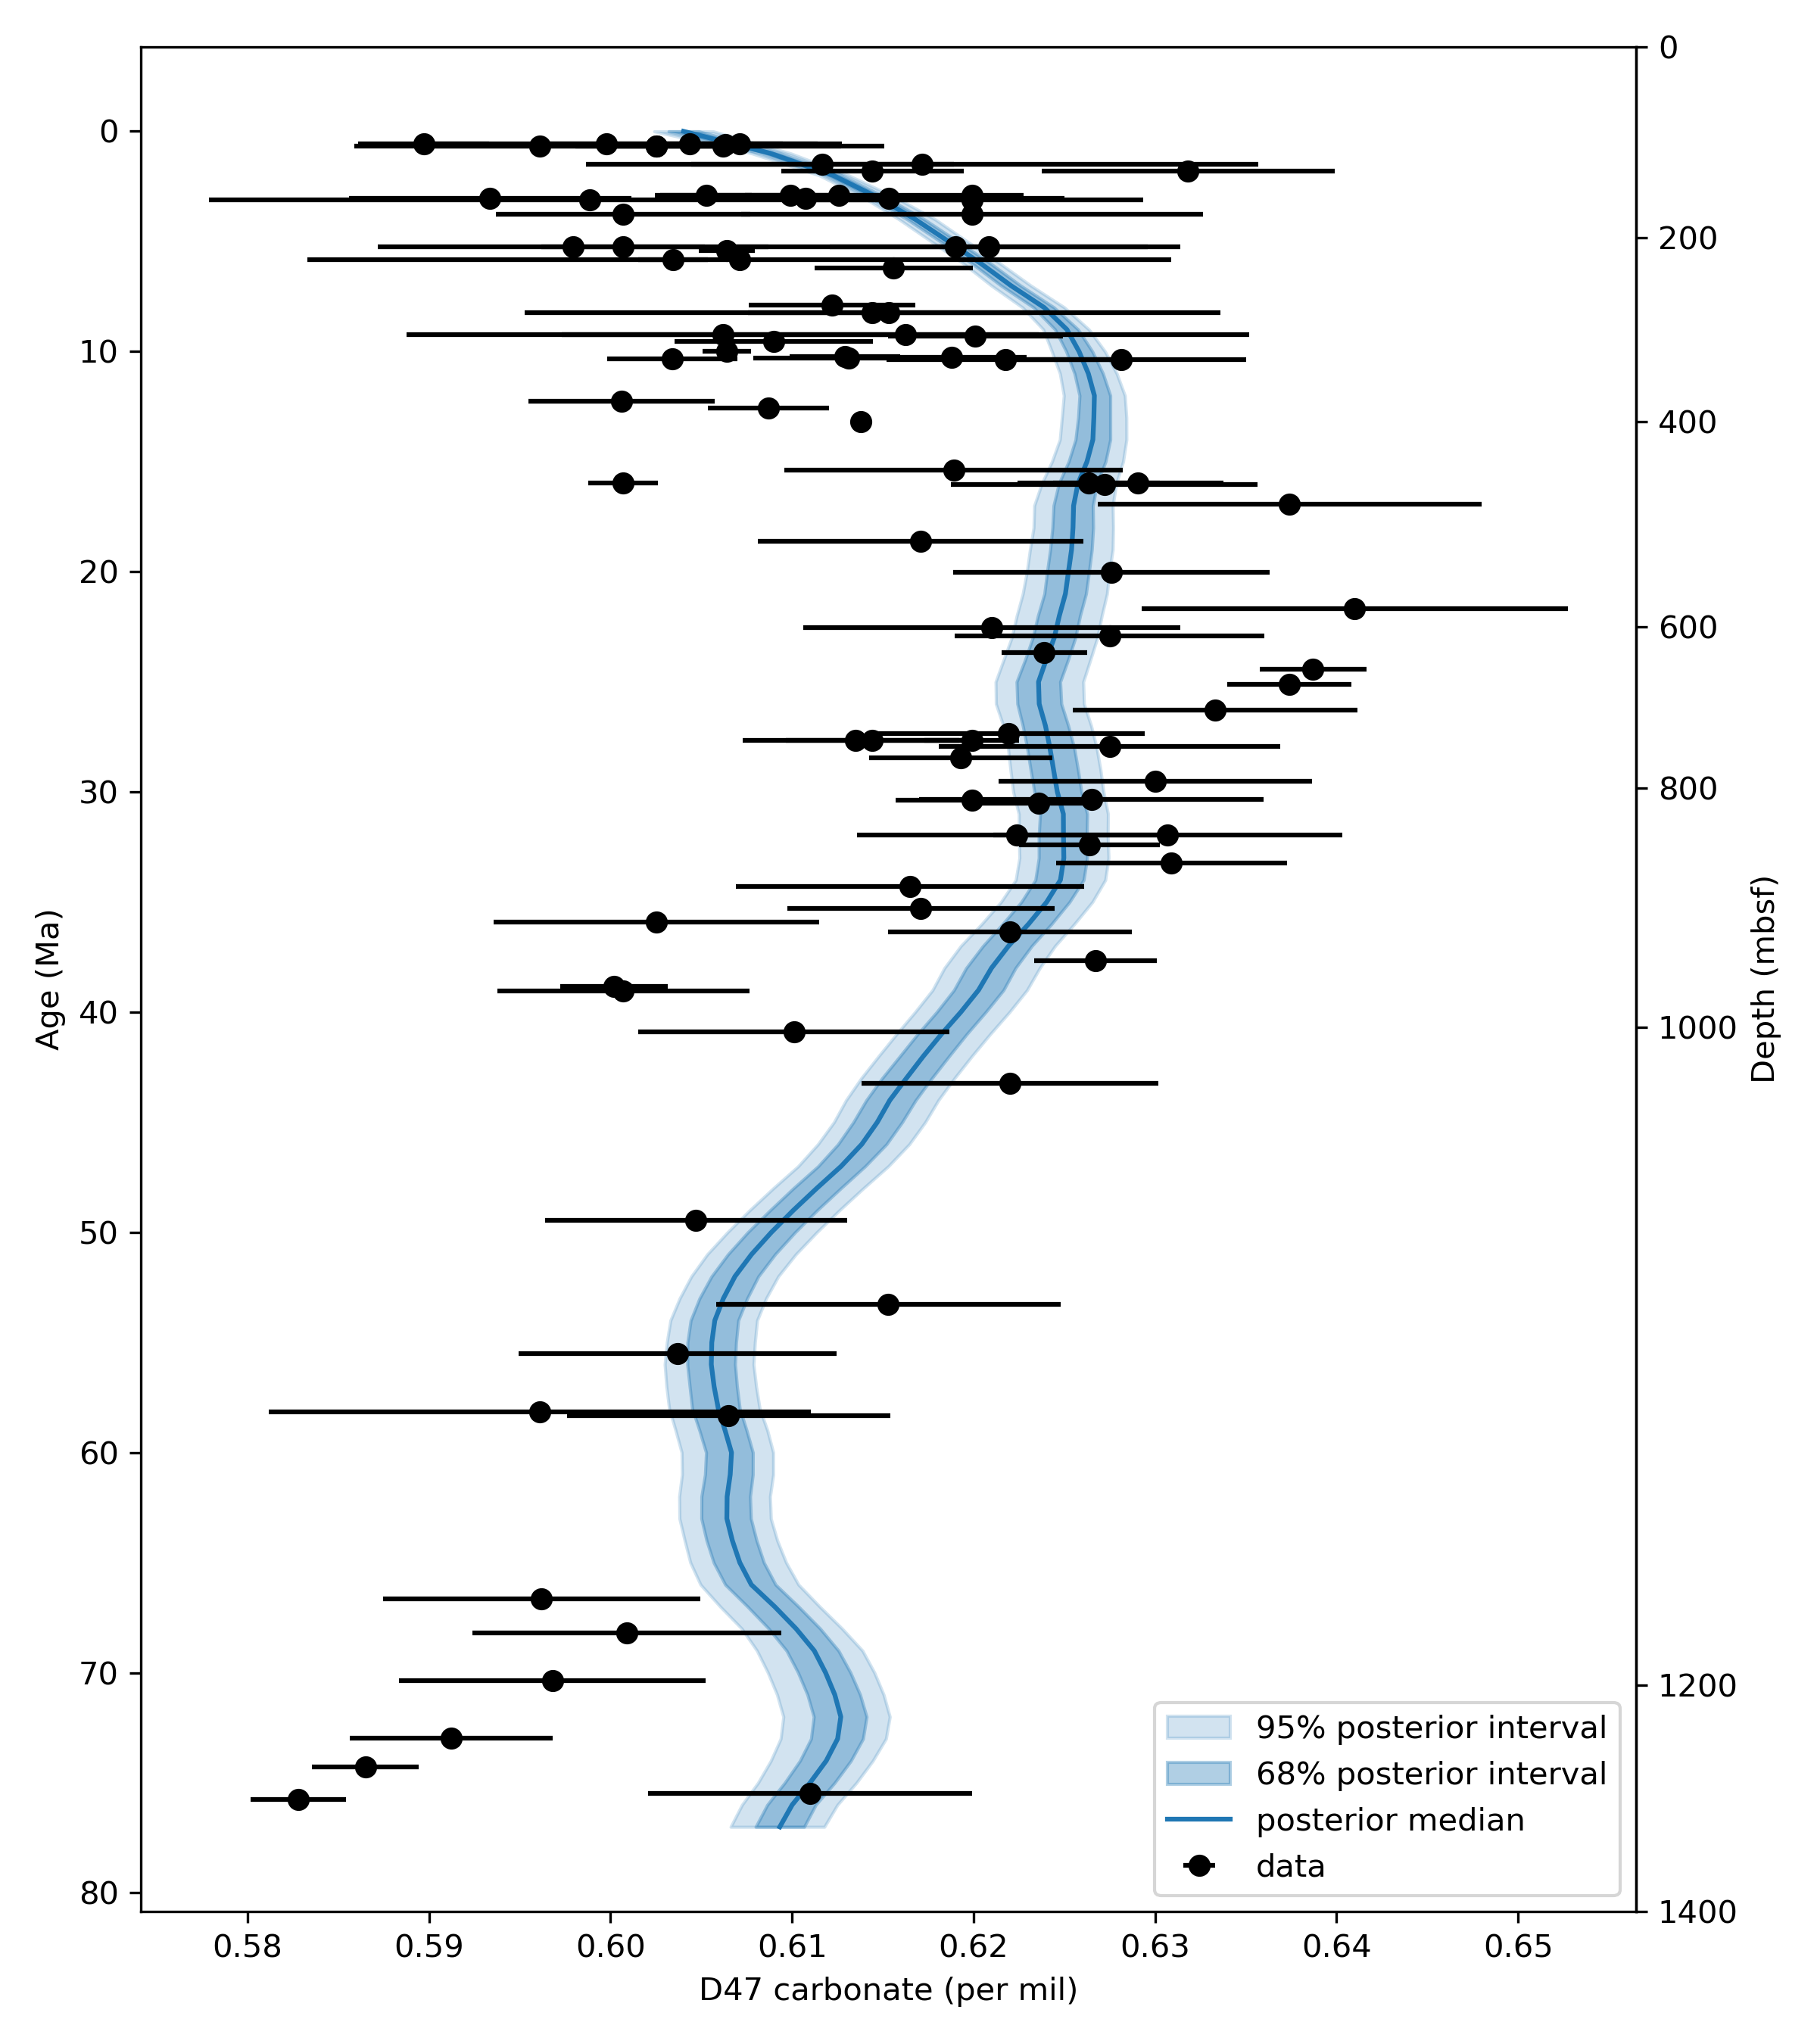 0
10
20
30
40
50
60
70
80
Age (Ma)
0
200
400
600
800
1000
1200
1400
Depth (mbsf)
95% posterior interval
68% posterior interval
posterior median
data
0.58 0.59 0.60 0.61 0.62 0.63 0.64 0.65
D47 carbonate (per mil)